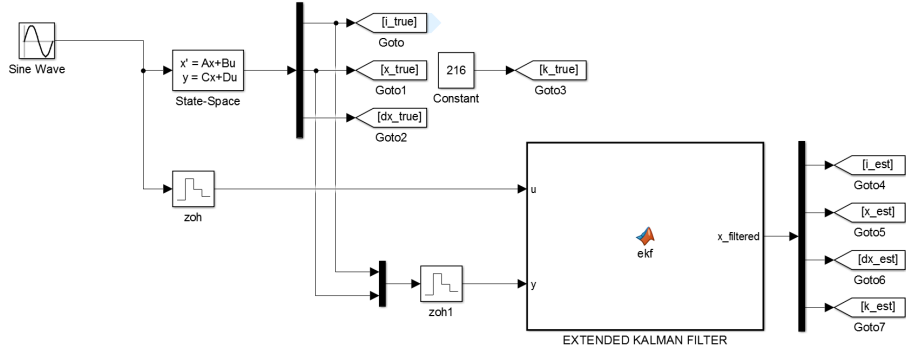 [i_true]
Goto
Sine Wave
x' = Ax+Bu
y = Cx+Du
State-Space
[x_true]
Goto1
216
Constant
[k_true]
Goto3
[dx_true]
Goto2
zoh
u
y
ekf
x_filtered
EXTENDED KALMAN FILTER
zoh1
[i_est]
Goto4
[x_est]
Goto5
[dx_est]
Goto6
[k_est]
Goto7